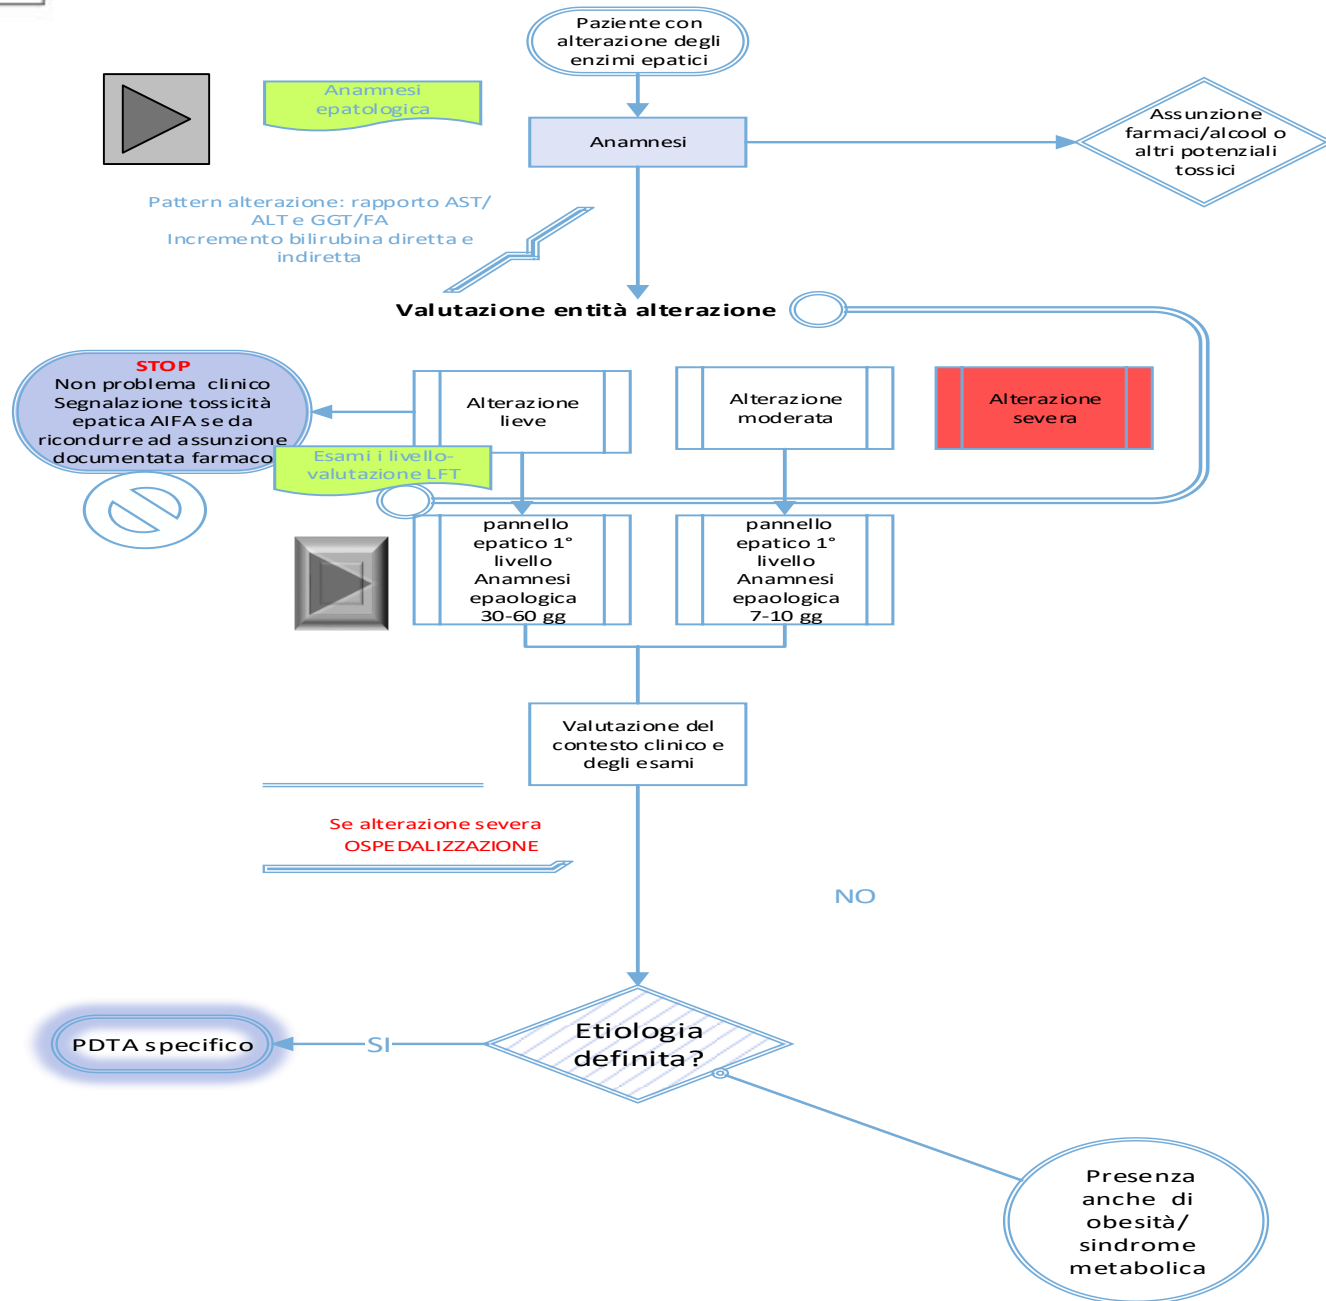 Paziente con
alterazione degli
enzimi epatici
Anamnesi
epatologica
Anamnesi
Assunzione
farmaci/alcool o
altri potenziali
tossici
Pattern alterazione: rapporto AST/
ALT e GGT/FA
Incremento bilirubina diretta e
indiretta
Valutazione entità alterazione
STOP
Non problema clinico
Segnalazione tossicità
epatica AIFA se da
ricondurre ad assunzione
documentata farmaco
Alterazione
lieve
Alterazione
moderata
Alterazione
severa
Esami i livello-
valutazione LFT
pannello
epatico 1°
livello
Anamnesi
epaologica
30-60 gg
pannello
epatico 1°
livello
Anamnesi
epaologica
7-10 gg
Valutazione del
contesto clinico e
degli esami
Se alterazione severa
OSPEDALIZZAZIONE
NO
Etiologia
definita?
SI
PDTA specifico
Presenza
anche di
obesità/
sindrome
metabolica